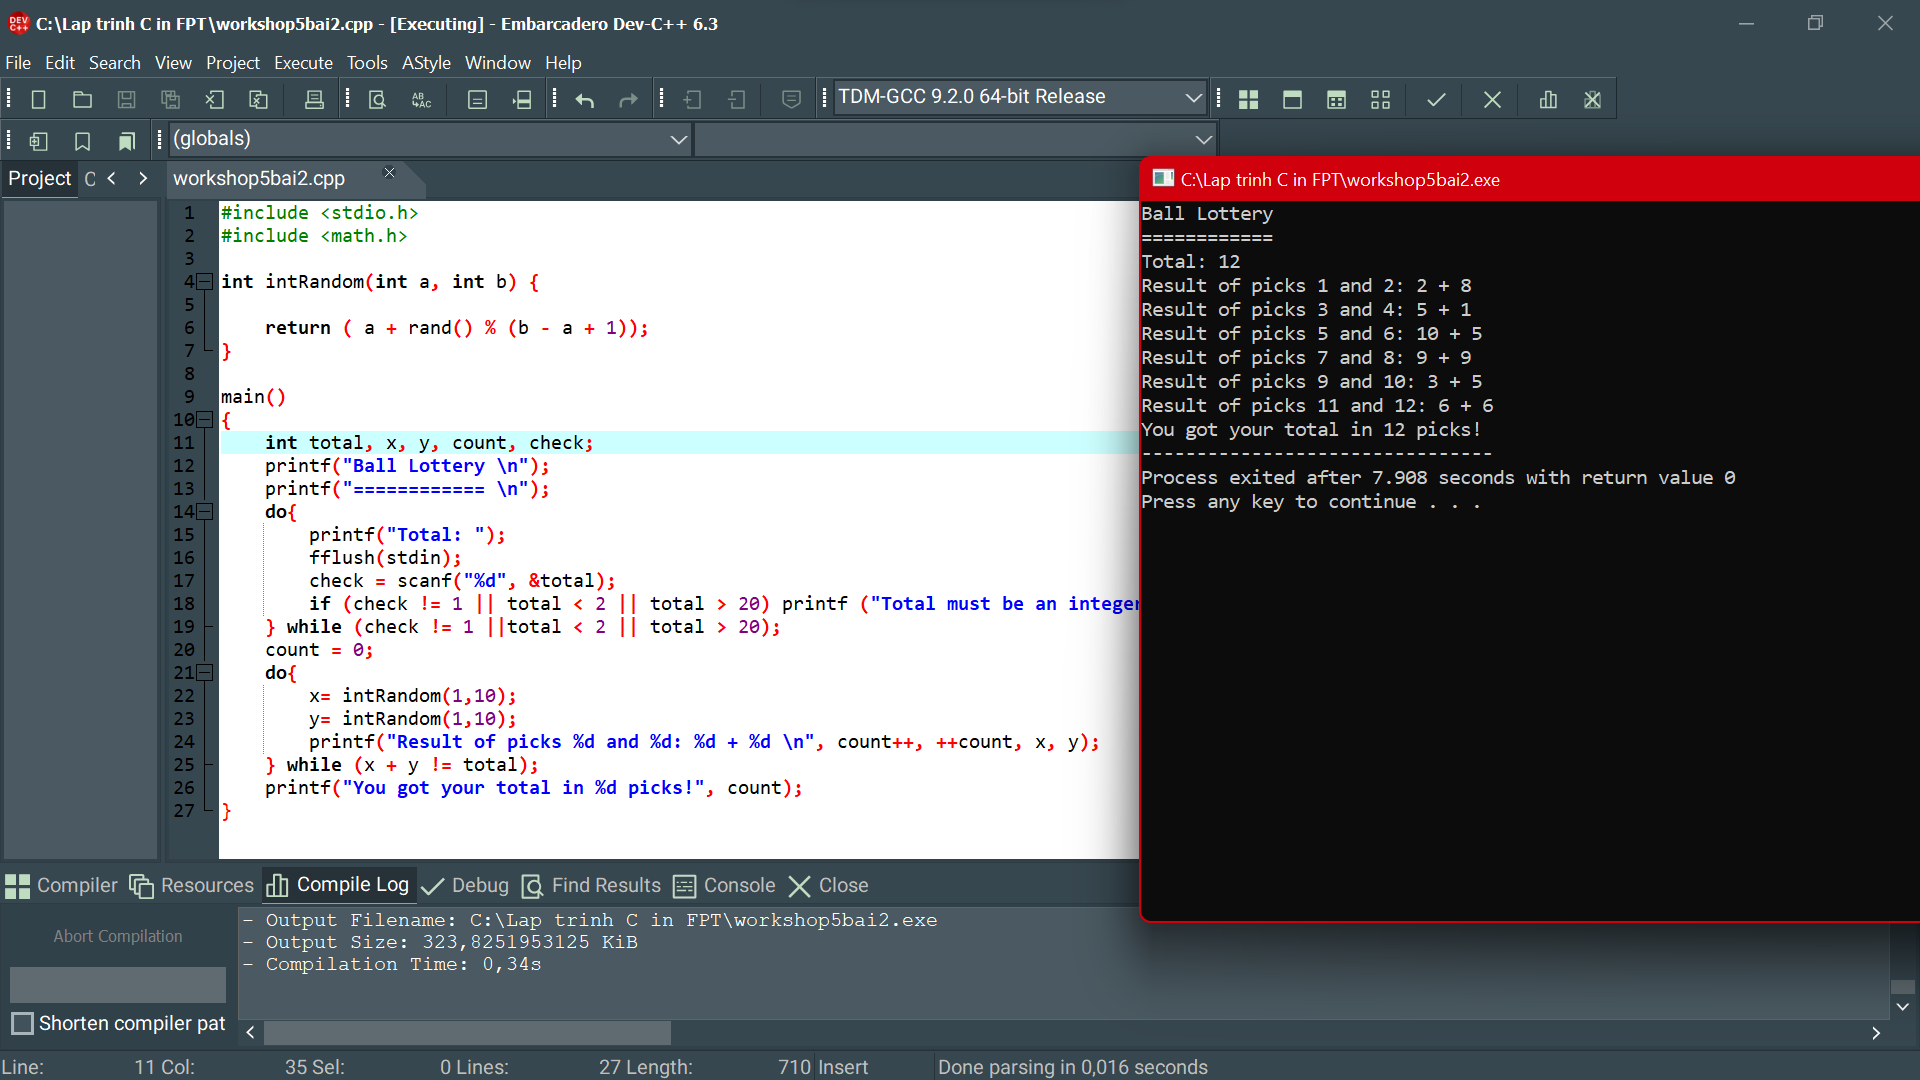 C:\Lap trinh C in FPT\workshop5bai2.cpp - [Executing] - Embarcadero Dev-C++ 6.3
File Edit Search View Project Execute Tools AStyle Window Help
TDM-GCC 9.2.0 64-bit Release
(globals)
Project C
workshop5bai2.cpp
1 #include <stdio.h>
2 #include <math.h>
3
4 int intRandom(int a, int b) {
5
6     return ( a + rand() % (b - a + 1));
7 }
8
9 main()
10 {
11     int total, x, y, count, check;
12     printf("Ball Lottery \n");
13     printf("============ \n");
14     do{
15         printf("Total: ");
16         fflush(stdin);
17         check = scanf("%d", &total);
18         if (check != 1 || total < 2 || total > 20) printf ("Total must be an integer
19     } while (check != 1 ||total < 2 || total > 20);
20     count = 0;
21     do{
22         x= intRandom(1,10);
23         y= intRandom(1,10);
24         printf("Result of picks %d and %d: %d + %d \n", count++, ++count, x, y);
25     } while (x + y != total);
26     printf("You got your total in %d picks!", count);
27 }
C:\Lap trinh C in FPT\workshop5bai2.exe
Ball Lottery
============
Total: 12
Result of picks 1 and 2: 2 + 8
Result of picks 3 and 4: 5 + 1
Result of picks 5 and 6: 10 + 5
Result of picks 7 and 8: 9 + 9
Result of picks 9 and 10: 3 + 5
Result of picks 11 and 12: 6 + 6
You got your total in 12 picks!
--------------------------------
Process exited after 7.908 seconds with return value 0
Press any key to continue . . .
Compiler Resources Compile Log Debug Find Results Console Close
Abort Compilation
Shorten compiler pat
- Output Filename: C:\Lap trinh C in FPT\workshop5bai2.exe
- Output Size: 323,8251953125 KiB
- Compilation Time: 0,34s
Line: 11 Col: 35 Sel: 0 Lines: 27 Length: 710 Insert Done parsing in 0,016 seconds